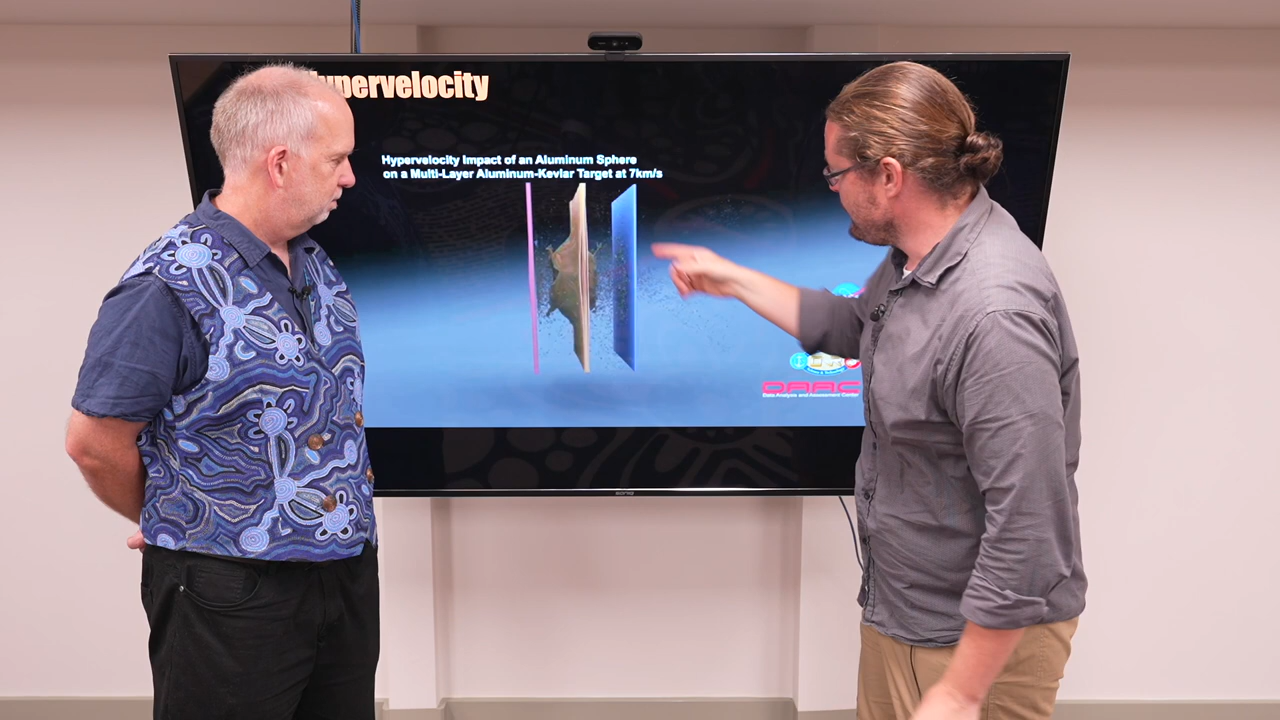 Hypervelocity
Hypervelocity Impact of an Aluminum Sphere
on a Multi-Layer Aluminum-Kevlar Target at 7km/s
DAAC
Data Analysis and Assessment Center
SONIQ